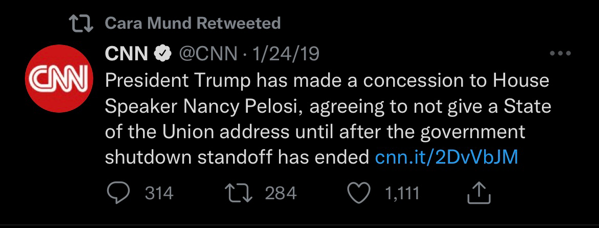 Cara Mund Retweeted
CNN @CNN · 1/24/19
CNN
President Trump has made a concession to House
Speaker Nancy Pelosi, agreeing to not give a State
of the Union address until after the government
shutdown standoff has ended cnn.it/2DvVbJM
314 284 1,111